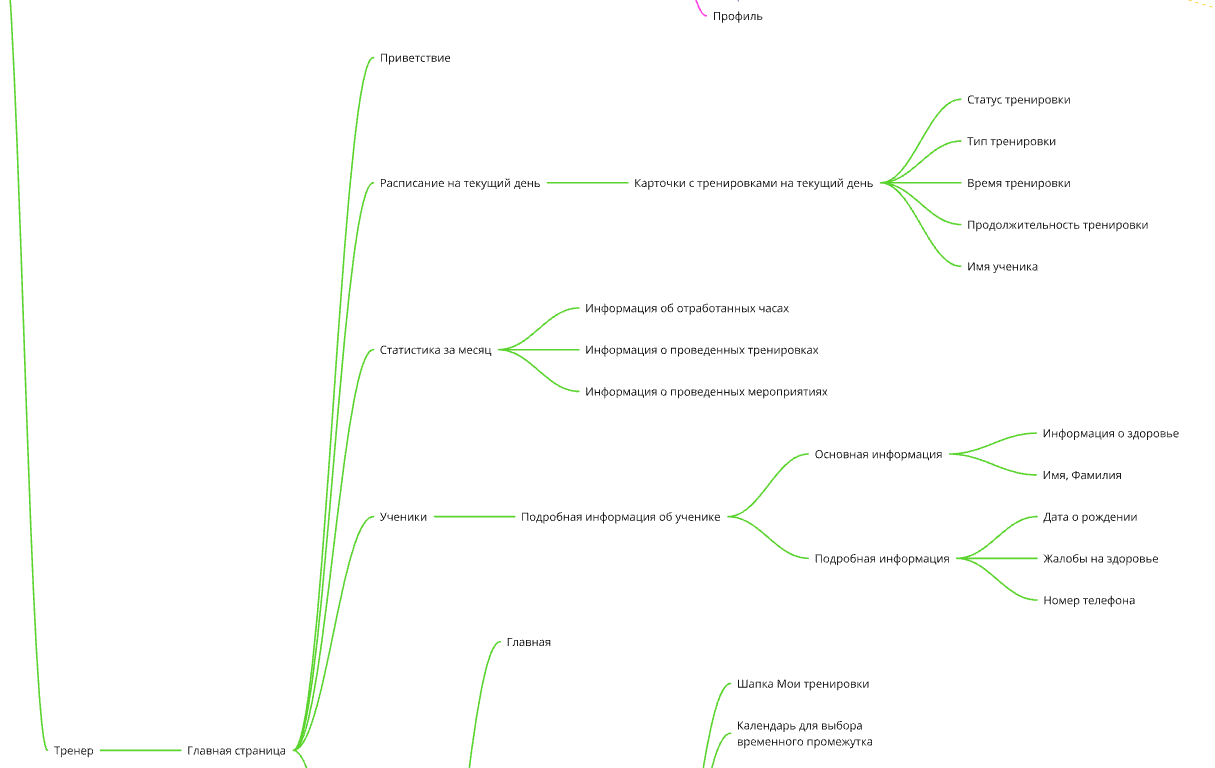 Профиль
Приветствие
Статус тренировки
Тип тренировки
Расписание на текущий день
Карточки с тренировками на текущий день
Время тренировки
Продолжительность тренировки
Имя ученика
Информация об отработанных часах
Статистика за месяц
Информация о проведенных тренировках
Информация о проведенных мероприятиях
Информация о здоровье
Основная информация
Имя, Фамилия
Ученики
Подробная информация об ученике
Дата о рождении
Подробная информация
Жалобы на здоровье
Номер телефона
Главная
Шапка Мои тренировки
Календарь для выбора
временного промежутка
Тренер
Главная страница